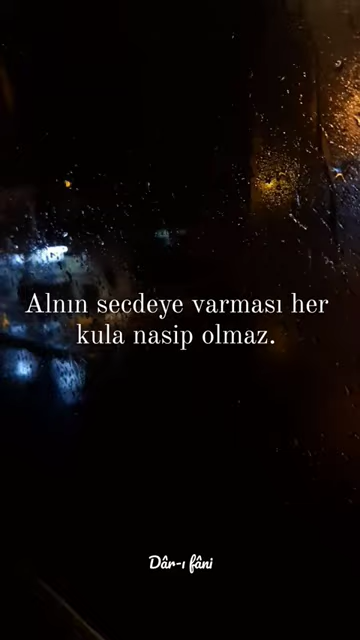 Alnın secdeye varması her
kula nasip olmaz.
Dâr-ı fâni